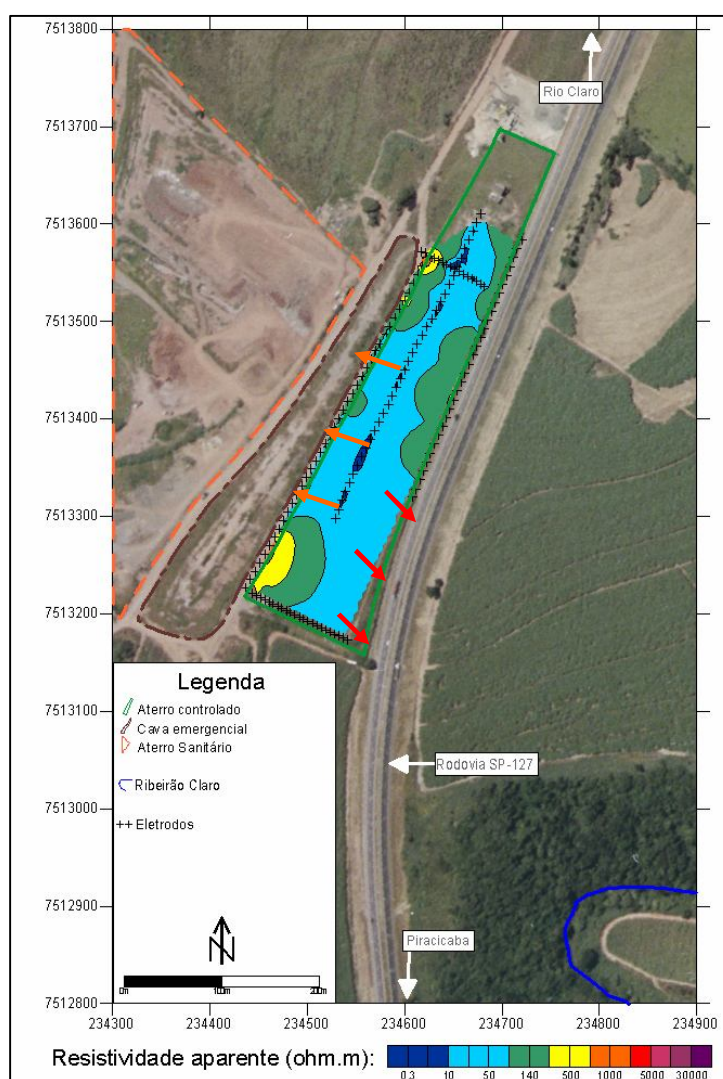 7513800
Rio Claro
7513700
7513600
7513500
7513400
7513300
7513200
Legenda
Aterro controlado
Cava emergencial
Aterro Sanitário
Ribeirão Claro
++ Eletrodos
7513100
Rodovia SP-127
7513000
7512900
N
Piracicaba
0m 100m 200m
7512800
234300 234400 234500 234600 234700 234800 234900
Resistividade aparente (ohm.m):
0.3 10 50 140 500 1000 5000 30000